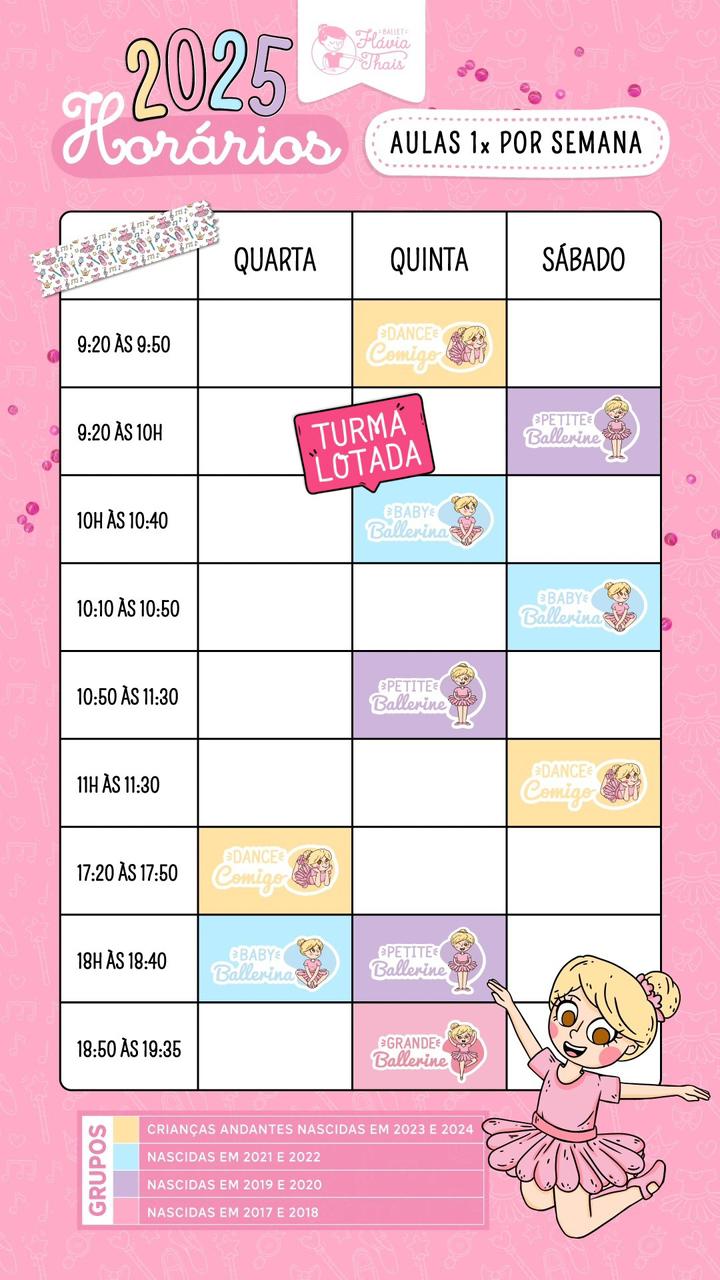 BALLET
Flávia
Thais
2025
Horários
AULAS 1x POR SEMANA
QUARTA
QUINTA
SÁBADO
9:20 ÀS 9:50
DANCE
Comigo
9:20 ÀS 10H
PETITE
Ballerine
TURMA
LOTADA
10H ÀS 10:40
BABY
Ballerina
10:10 ÀS 10:50
BABY
Ballerina
10:50 ÀS 11:30
PETITE
Ballerine
11H ÀS 11:30
DANCE
Comigo
17:20 ÀS 17:50
DANCE
Comigo
18H ÀS 18:40
BABY
Ballerina
PETITE
Ballerine
18:50 ÀS 19:35
GRANDE
Ballerine
GRUPOS
CRIANÇAS ANDANTES NASCIDAS EM 2023 E 2024
NASCIDAS EM 2021 E 2022
NASCIDAS EM 2019 E 2020
NASCIDAS EM 2017 E 2018